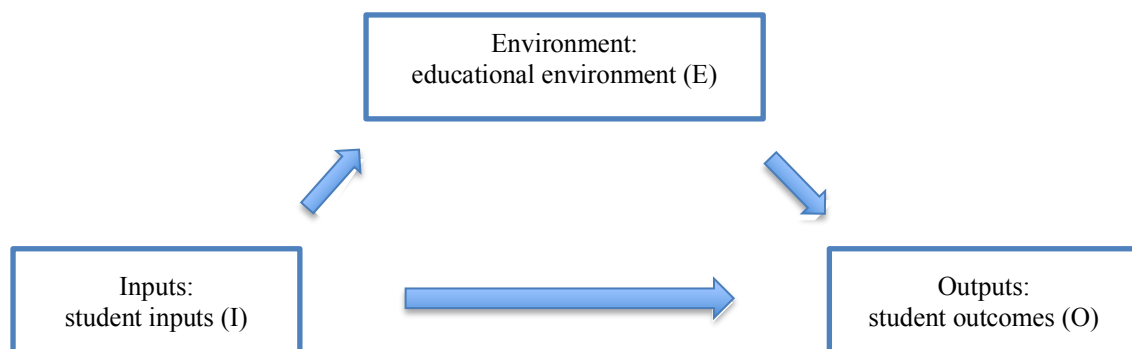 Environment:
educational environment (E)
Inputs:
student inputs (I)
Outputs:
student outcomes (O)